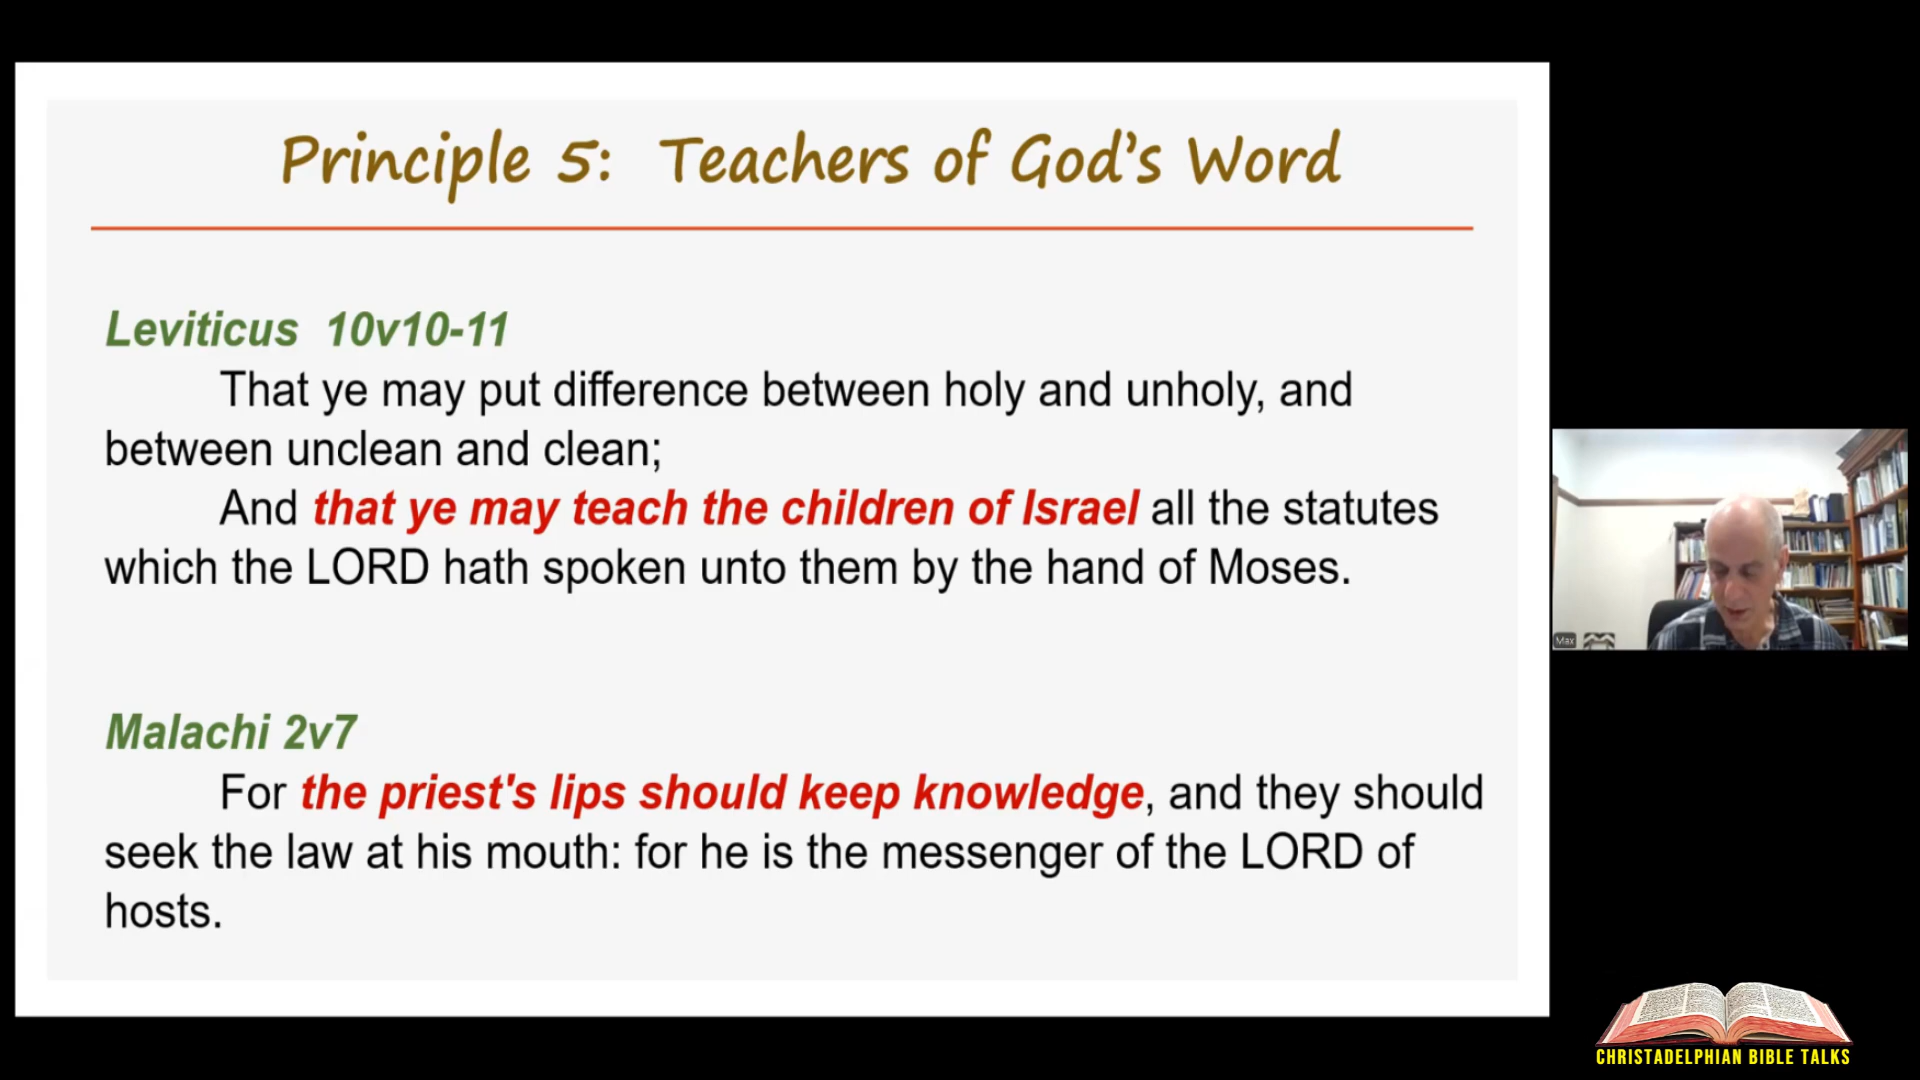 Principle 5: Teachers of God's Word
Leviticus 10v10-11
That ye may put difference between holy and unholy, and
between unclean and clean;
And that ye may teach the children of Israel all the statutes
which the LORD hath spoken unto them by the hand of Moses.
Malachi 2v7
For the priest's lips should keep knowledge, and they should
seek the law at his mouth: for he is the messenger of the LORD of
hosts.
Max
CHRISTADELPHIAN BIBLE TALKS